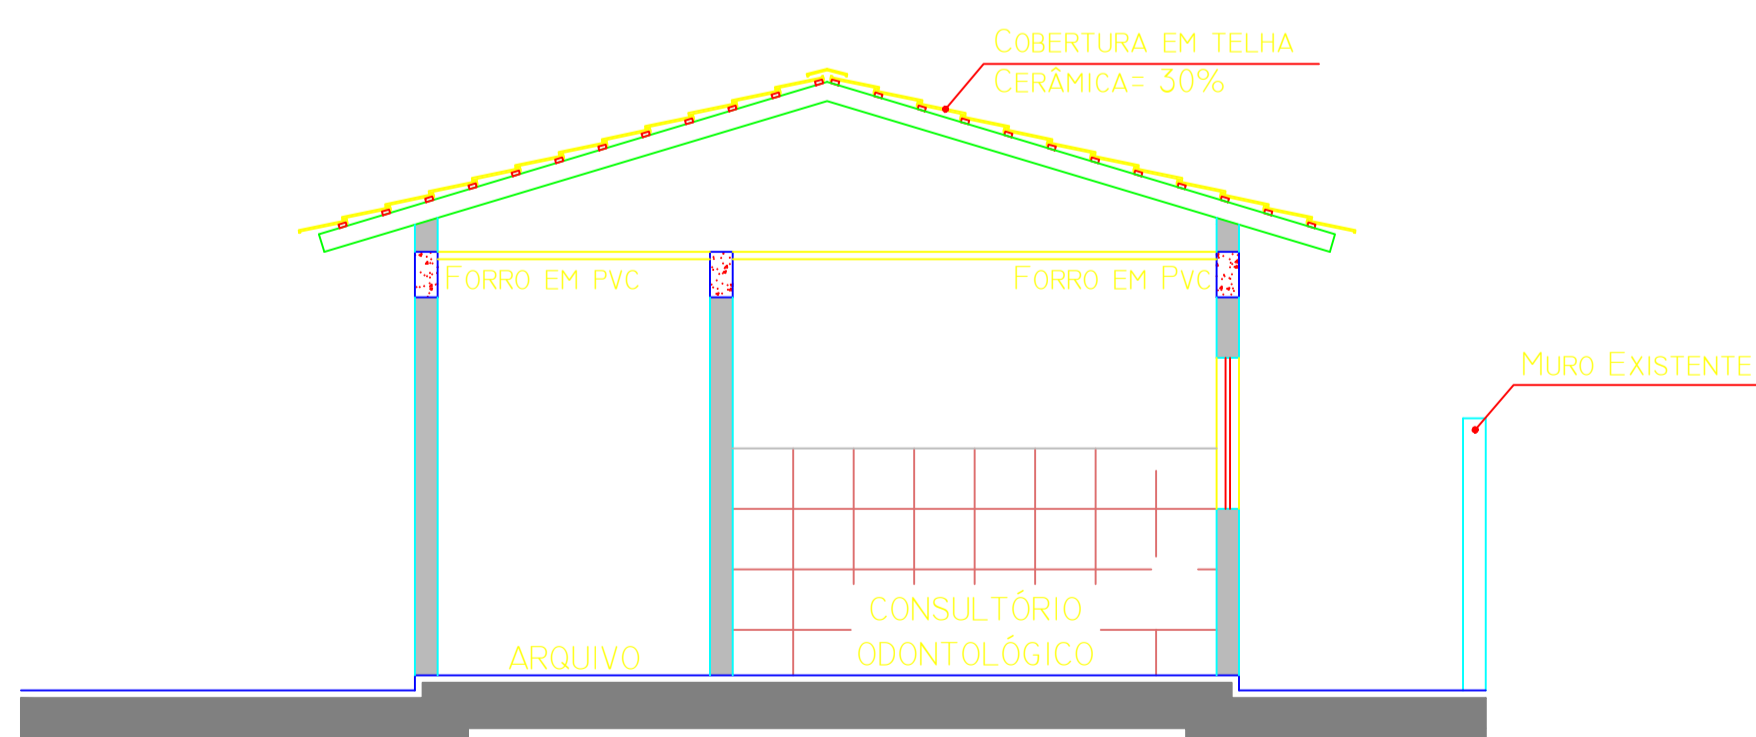 COBERTURA EM TELHA
CERÂMICA= 30%
FORRO EM PVC
FORRO EM PVC
MURO EXISTENTE
CONSULTÓRIO
ODONTOLÓGICO
ARQUIVO